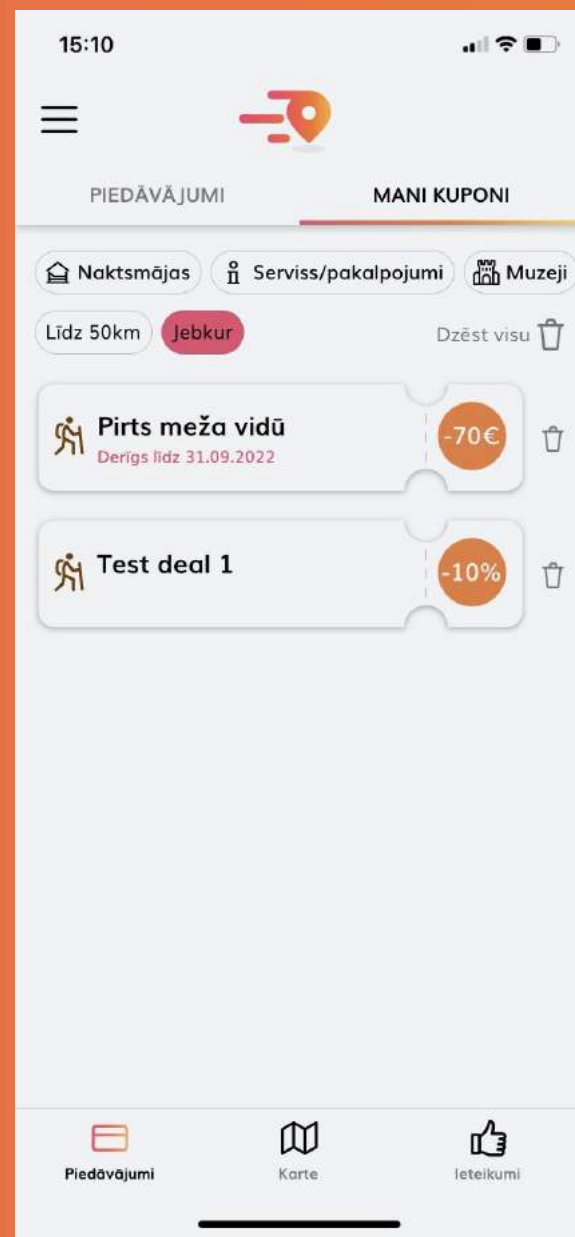 15:10
PIEDĀVĀJUMI MANI KUPONI
Naktsmājas Serviss/pakalpojumi Muzeji
Līdz 50km Jebkur Dzēst visu
Pirts meža vidū
Derīgs līdz 31.09.2022
-70€
Test deal 1
-10%
Piedāvājumi Karte Ieteikumi